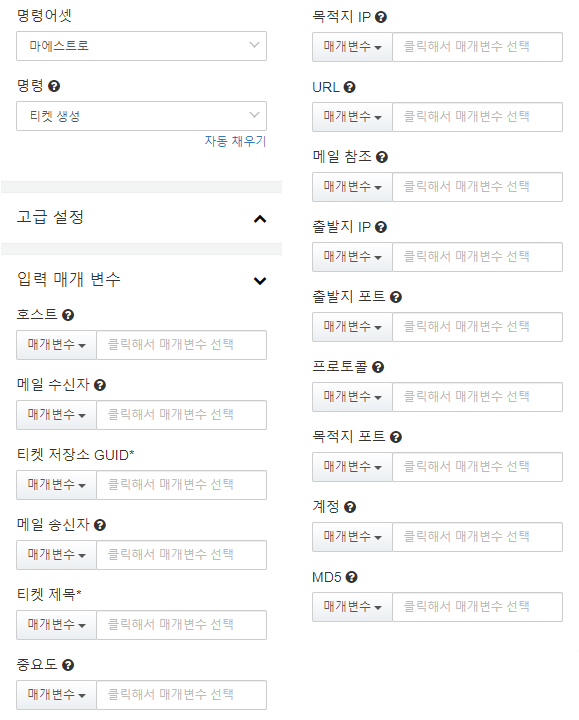 명령어셋
마에스트로
명령
티켓 생성
자동 채우기
고급 설정
입력 매개 변수
호스트
매개변수 클릭해서 매개변수 선택
메일 수신자
매개변수 클릭해서 매개변수 선택
티켓 저장소 GUID*
매개변수 클릭해서 매개변수 선택
메일 송신자
매개변수 클릭해서 매개변수 선택
티켓 제목*
매개변수 클릭해서 매개변수 선택
중요도
매개변수 클릭해서 매개변수 선택
목적지 IP
매개변수 클릭해서 매개변수 선택
URL
매개변수 클릭해서 매개변수 선택
메일 참조
매개변수 클릭해서 매개변수 선택
출발지 IP
매개변수 클릭해서 매개변수 선택
출발지 포트
매개변수 클릭해서 매개변수 선택
프로토콜
매개변수 클릭해서 매개변수 선택
목적지 포트
매개변수 클릭해서 매개변수 선택
계정
매개변수 클릭해서 매개변수 선택
MD5
매개변수 클릭해서 매개변수 선택